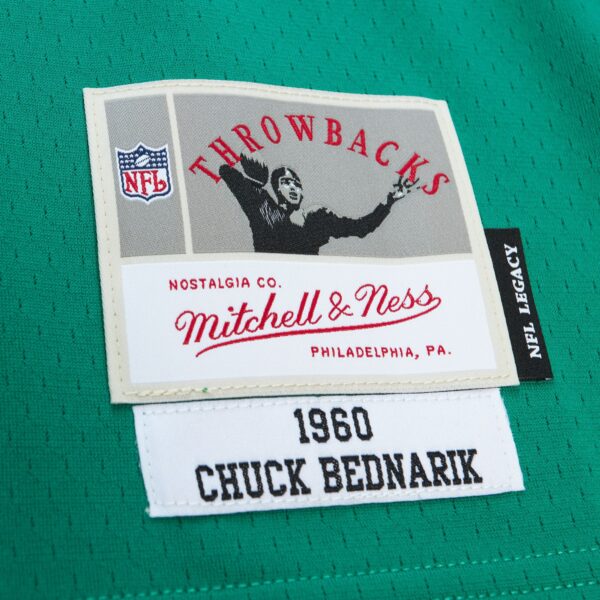 THROWBACKS
NFL
NOSTALGIA CO.
Mitchell & Ness
PHILADELPHIA, PA.
NFL LEGACY
1960
CHUCK BEDNARIK